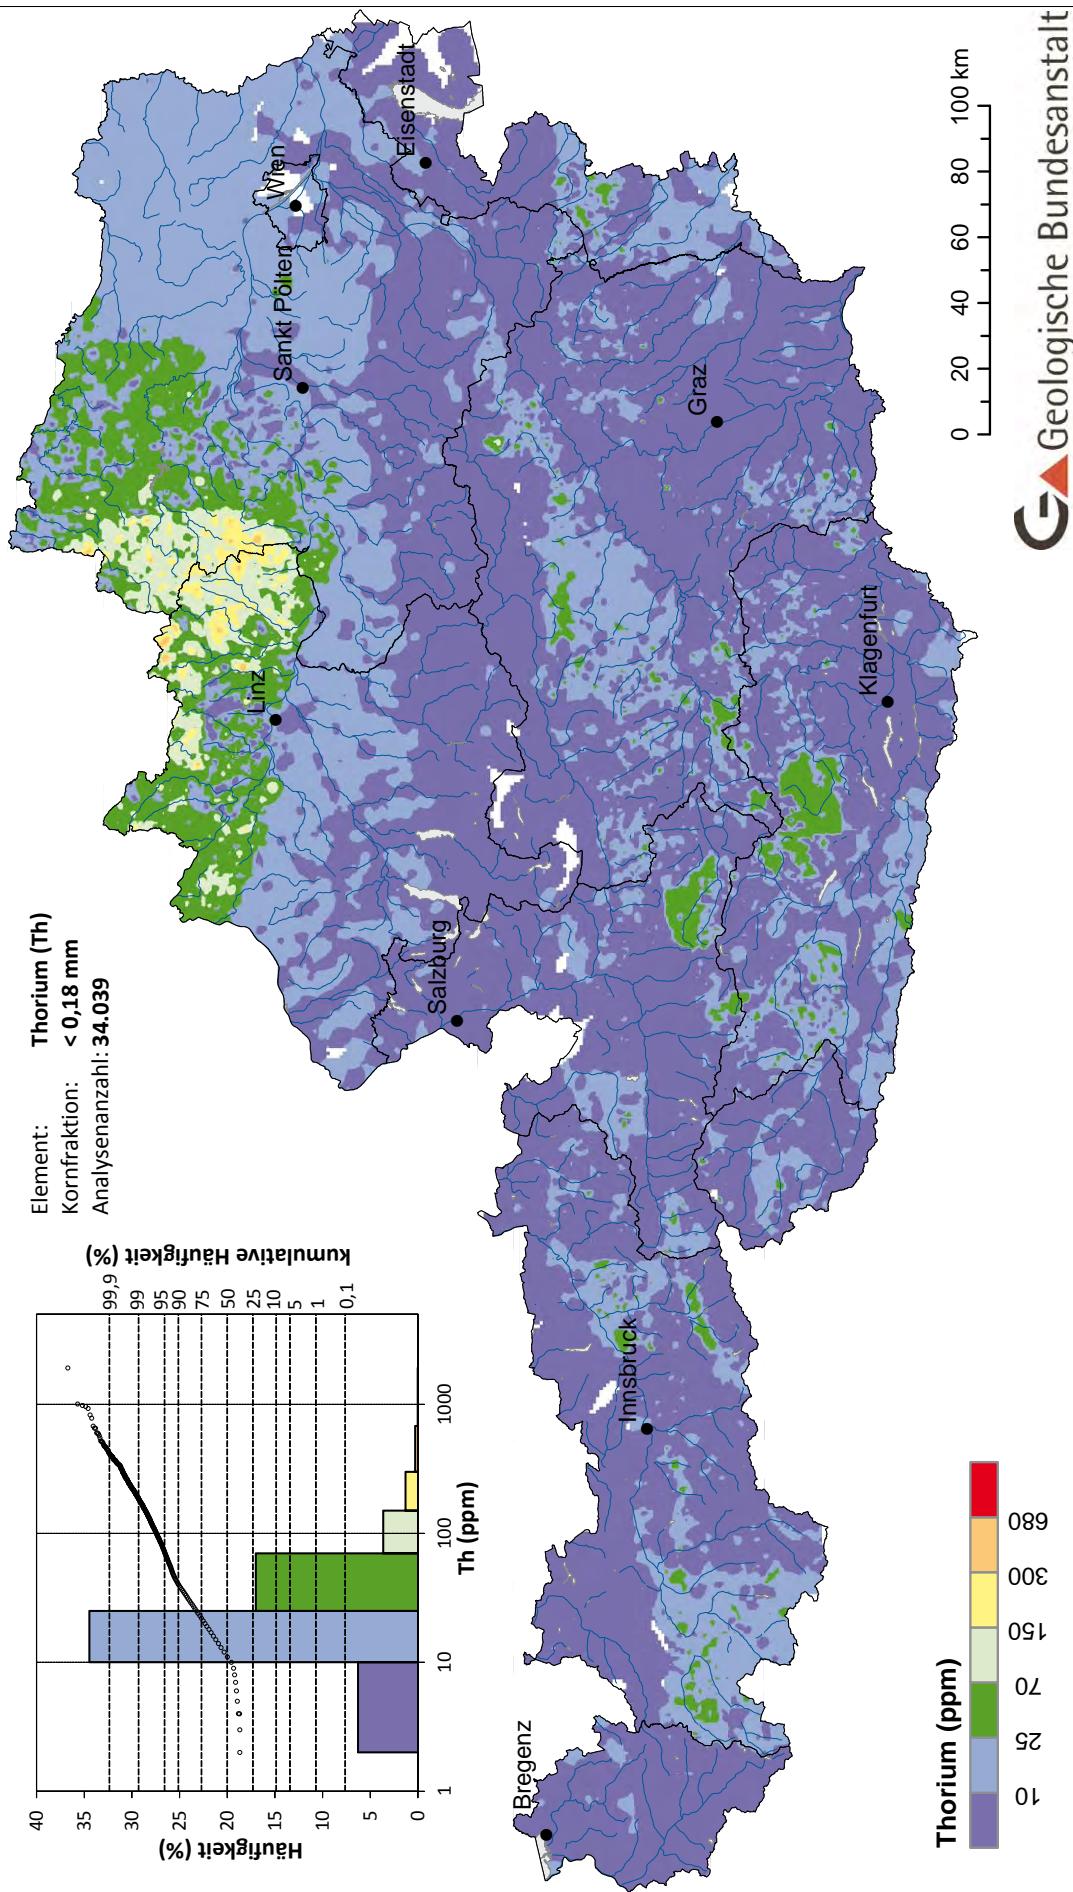 Element: Thorium (Th)
Kornfraktion: < 0,18 mm
Analysenanzahl: 34.039
Häufigkeit (%)
40
35
30
25
20
15
10
5
0
kumulative Häufigkeit (%)
99,9
99
95
90
75
50
25
10
5
1
0,1
1
10
100
1000
Th (ppm)
Bregenz
Innsbruck
Salzburg
Linz
Sankt Pölten
Wien
Eisenstadt
Graz
Klagenfurt
Thorium (ppm)
10
25
70
150
300
680
0 20 40 60 80 100 km
Geologische Bundesanstalt